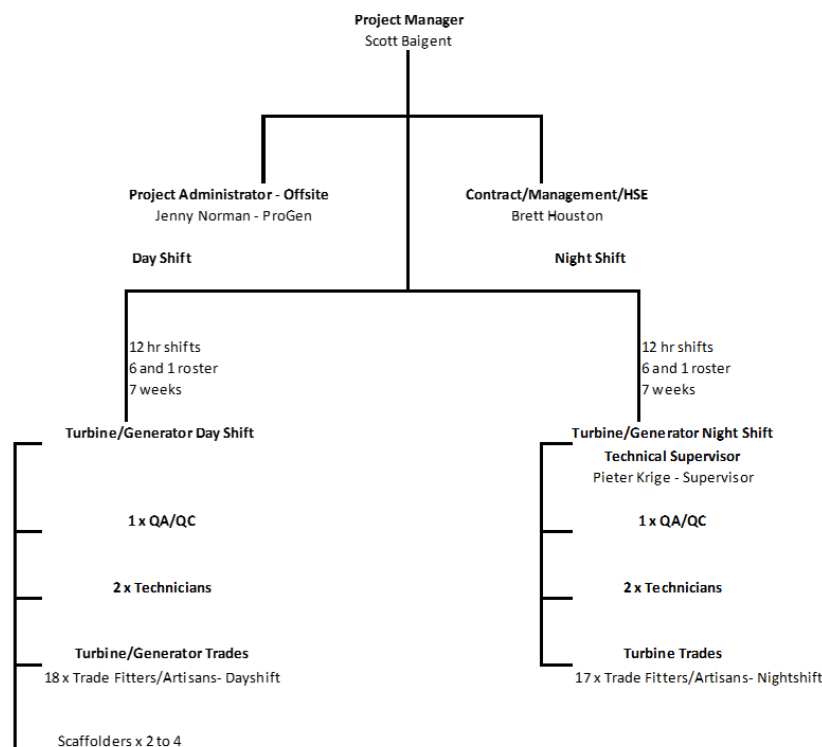 Project Manager
Scott Baigent
Project Administrator - Offsite
Jenny Norman - ProGen
Contract/Management/HSE
Brett Houston
Day Shift
Night Shift
12 hr shifts
6 and 1 roster
7 weeks
12 hr shifts
6 and 1 roster
7 weeks
Turbine/Generator Day Shift
Turbine/Generator Night Shift
Technical Supervisor
Pieter Krige - Supervisor
1 x QA/QC
1 x QA/QC
2 x Technicians
2 x Technicians
Turbine/Generator Trades
18 x Trade Fitters/Artisans- Dayshift
Turbine Trades
17 x Trade Fitters/Artisans- Nightshift
Scaffolders x 2 to 4